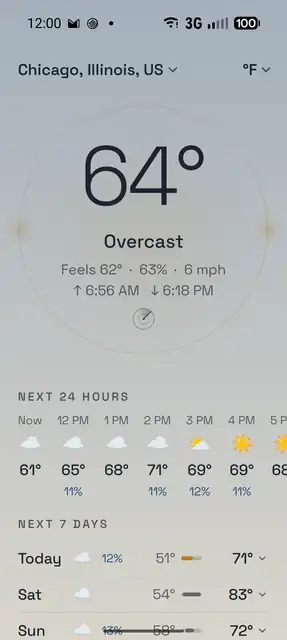 12:00 3G 100
Chicago, Illinois, US °F
64°
Overcast
Feels 62° · 63% · 6 mph
↑ 6:56 AM ↓ 6:18 PM
NEXT 24 HOURS
Now 12 PM 1 PM 2 PM 3 PM 4 PM 5 P
61° 65° 68° 71° 69° 69° 68
11% 11% 12% 11%
NEXT 7 DAYS
Today 12% 51° 71°
Sat 54° 83°
Sun 13% 58° 72°